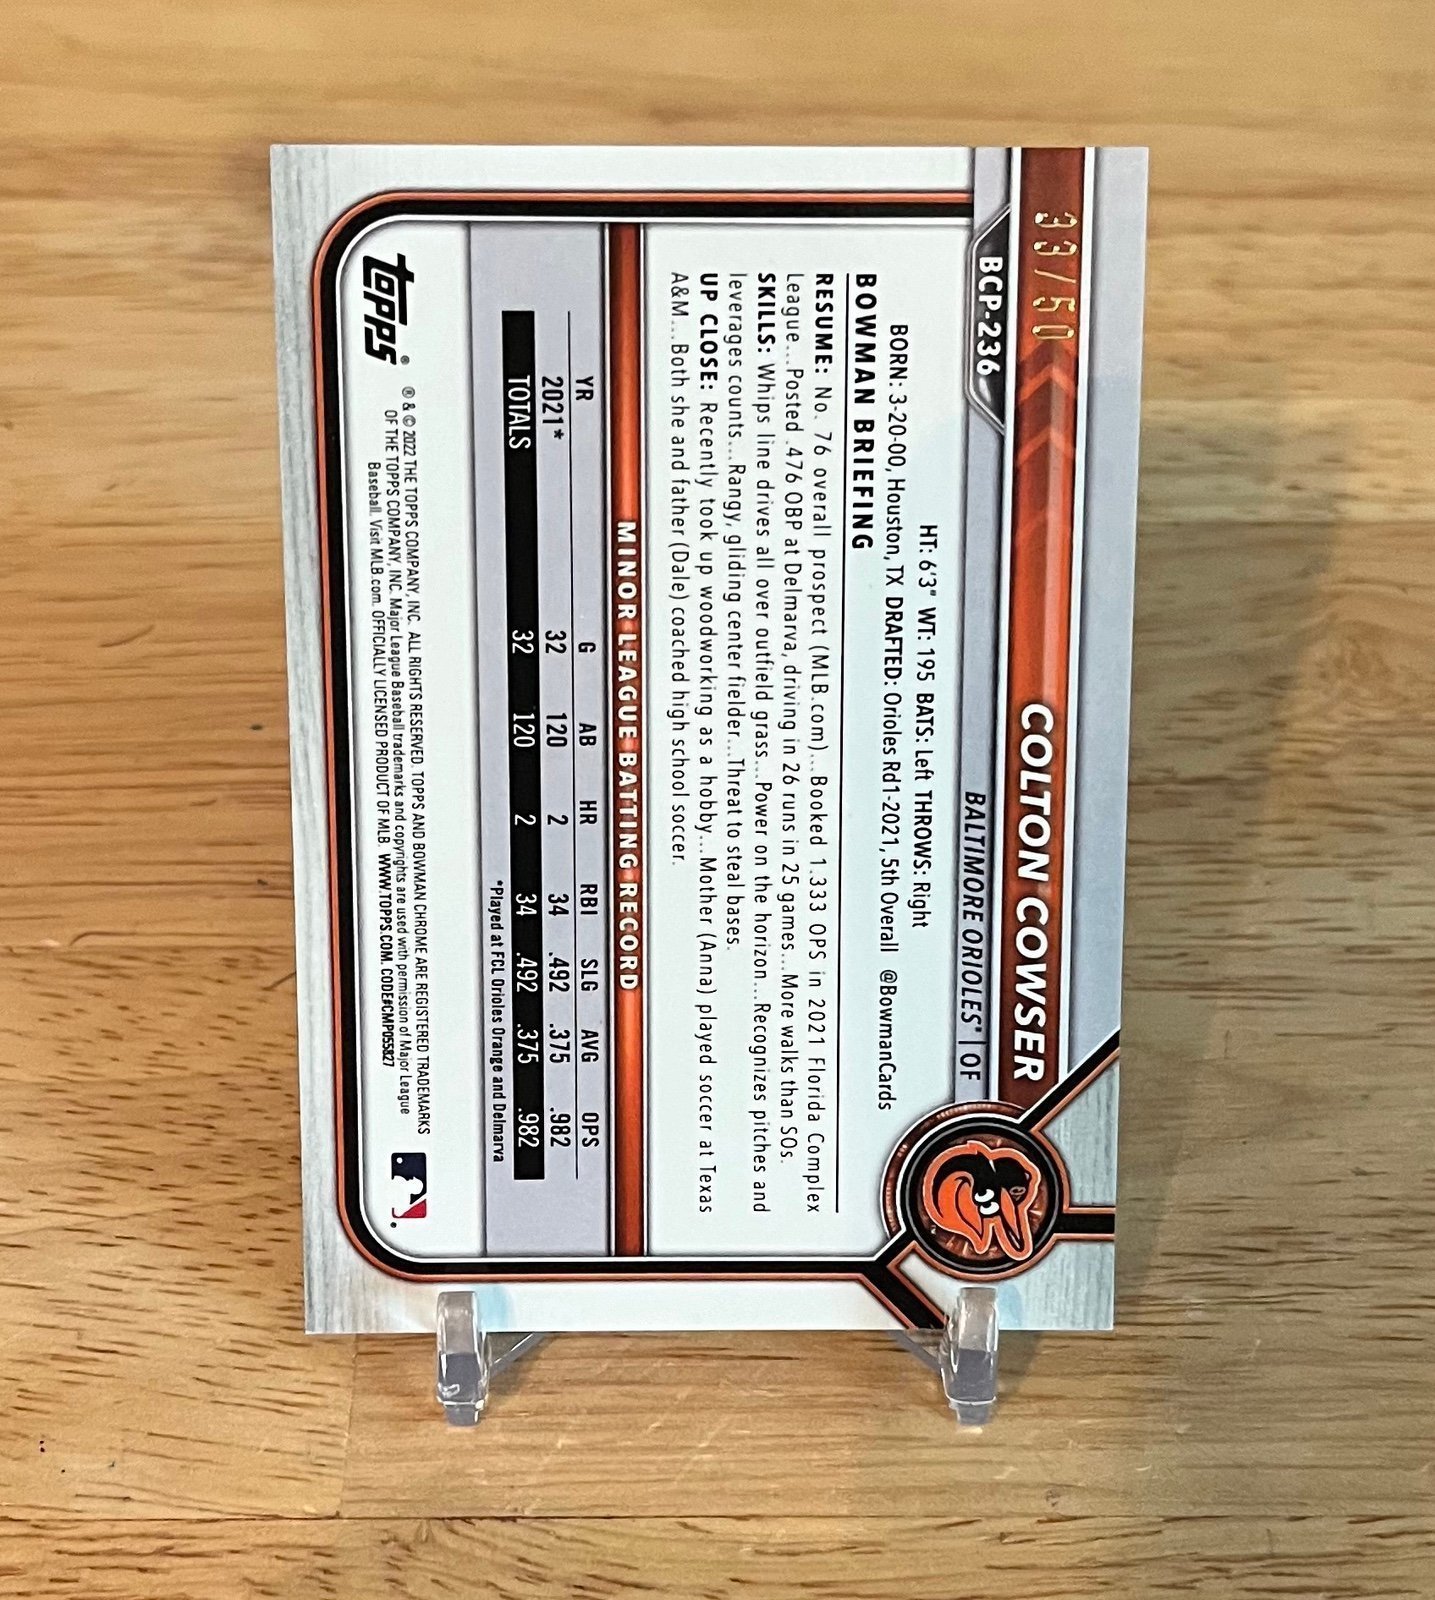 33/50
COLTON COWSER
BCP-236
BALTIMORE ORIOLES® | OF
HT: 6'3" WT: 195 BATS: Left THROWS: Right
BORN: 3-20-00, Houston, TX DRAFTED: Orioles Rd1-2021, 5th Overall @BowmanCards
BOWMAN BRIEFING
RESUME: No. 76 overall prospect (MLB.com)...Booked 1.333 OPS in 2021 Florida Complex
League...Posted .476 OBP at Delmarva, driving in 26 runs in 25 games...More walks than SOs.
SKILLS: Whips line drives all over outfield grass...Power on the horizon...Recognizes pitches and
leverages counts...Rangy, gliding center fielder...Threat to steal bases.
UP CLOSE: Recently took up woodworking as a hobby...Mother (Anna) played soccer at Texas
A&M...Both she and father (Dale) coached high school soccer.
MINOR LEAGUE BATTING RECORD
YR G AB HR RBI SLG AVG OPS
2021* 32 120 2 34 .492 .375 .982
TOTALS 32 120 2 34 .492 .375 .982
*Played at FCL Orioles Orange and Delmarva
topps®
® & © 2022 THE TOPPS COMPANY, INC. ALL RIGHTS RESERVED. TOPPS AND BOWMAN CHROME ARE REGISTERED TRADEMARKS
OF THE TOPPS COMPANY, INC. Major League Baseball trademarks and copyrights are used with permission of Major League
Baseball. Visit MLB.com. OFFICIALLY LICENSED PRODUCT OF MLB. WWW.TOPPS.COM. CODE#CMP055827